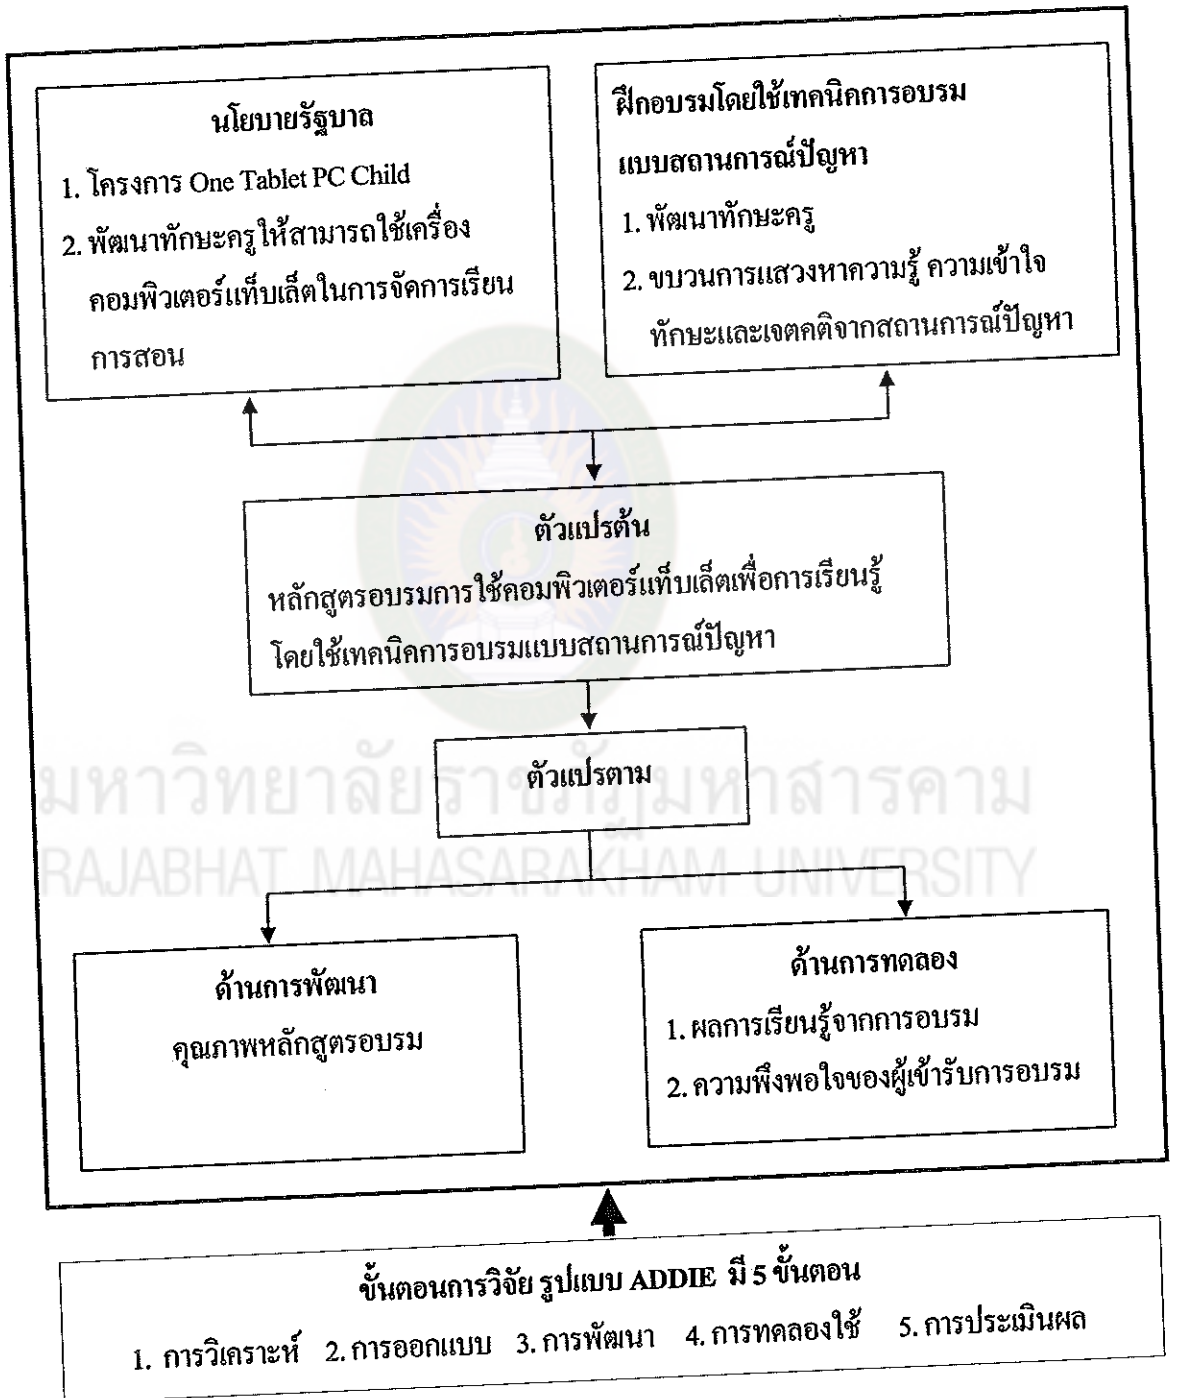 นโยบายรัฐบาล
1. โครงการ One Tablet PC Child
2. พัฒนาทักษะครูให้สามารถใช้เครื่อง
คอมพิวเตอร์แท็บเล็ตในการจัดการเรียน
การสอน
ฝึกอบรมโดยใช้เทคนิคการอบรม
แบบสถานการณ์ปัญหา
1. พัฒนาทักษะครู
2. ขบวนการแสวงหาความรู้ ความเข้าใจ
ทักษะและเจตคติจากสถานการณ์ปัญหา
ตัวแปรต้น
หลักสูตรอบรมการใช้คอมพิวเตอร์แท็บเล็ตเพื่อการเรียนรู้
โดยใช้เทคนิคการอบรมแบบสถานการณ์ปัญหา
ตัวแปรตาม
มหาวิทยาลัยราชภัฏมหาสารคาม
RAJABHAT MAHASARAKHAM UNIVERSITY
ด้านการพัฒนา
คุณภาพหลักสูตรอบรม
ด้านการทดลอง
1. ผลการเรียนรู้จากการอบรม
2. ความพึงพอใจของผู้เข้ารับการอบรม
ขั้นตอนการวิจัย รูปแบบ ADDIE มี 5 ขั้นตอน
1. การวิเคราะห์ 2. การออกแบบ 3. การพัฒนา 4. การทดลองใช้ 5. การประเมินผล